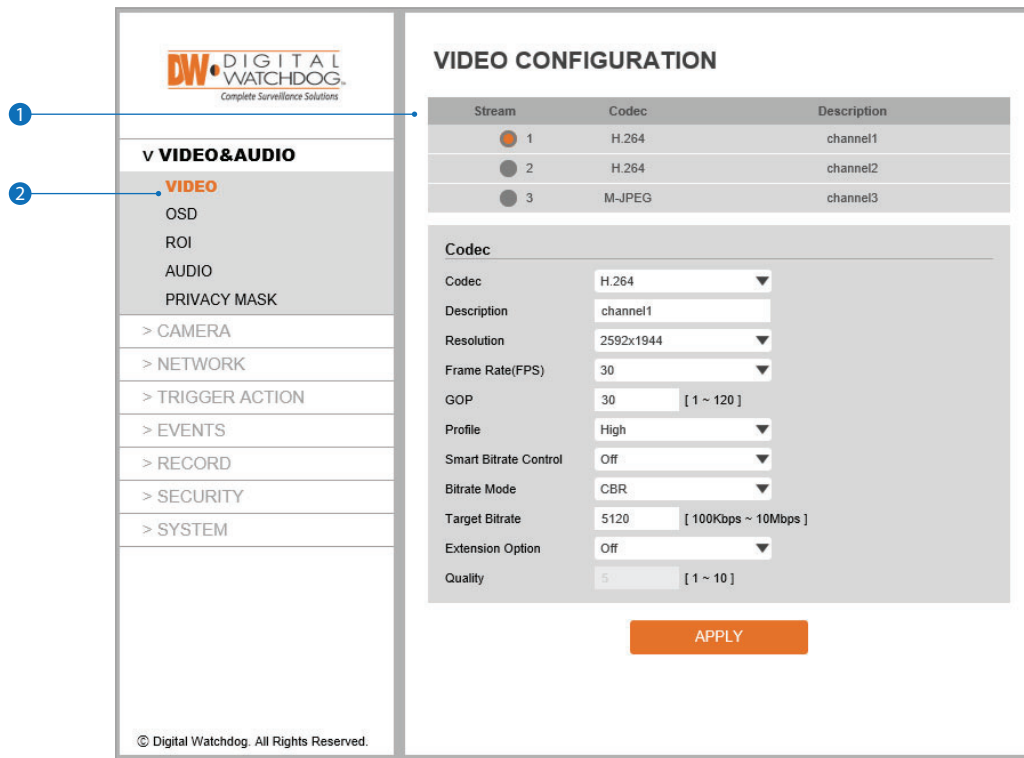 DW DIGITAL
WATCHDOG™
Complete Surveillance Solutions
1
2
v VIDEO&AUDIO
VIDEO
OSD
ROI
AUDIO
PRIVACY MASK
> CAMERA
> NETWORK
> TRIGGER ACTION
> EVENTS
> RECORD
> SECURITY
> SYSTEM
© Digital Watchdog. All Rights Reserved.
VIDEO CONFIGURATION
Stream Codec Description
1 H.264 channel1
2 H.264 channel2
3 M-JPEG channel3
Codec
Codec H.264
Description channel1
Resolution 2592x1944
Frame Rate(FPS) 30
GOP 30 [ 1 ~ 120 ]
Profile High
Smart Bitrate Control Off
Bitrate Mode CBR
Target Bitrate 5120 [ 100Kbps ~ 10Mbps ]
Extension Option Off
Quality 5 [ 1 ~ 10 ]
APPLY